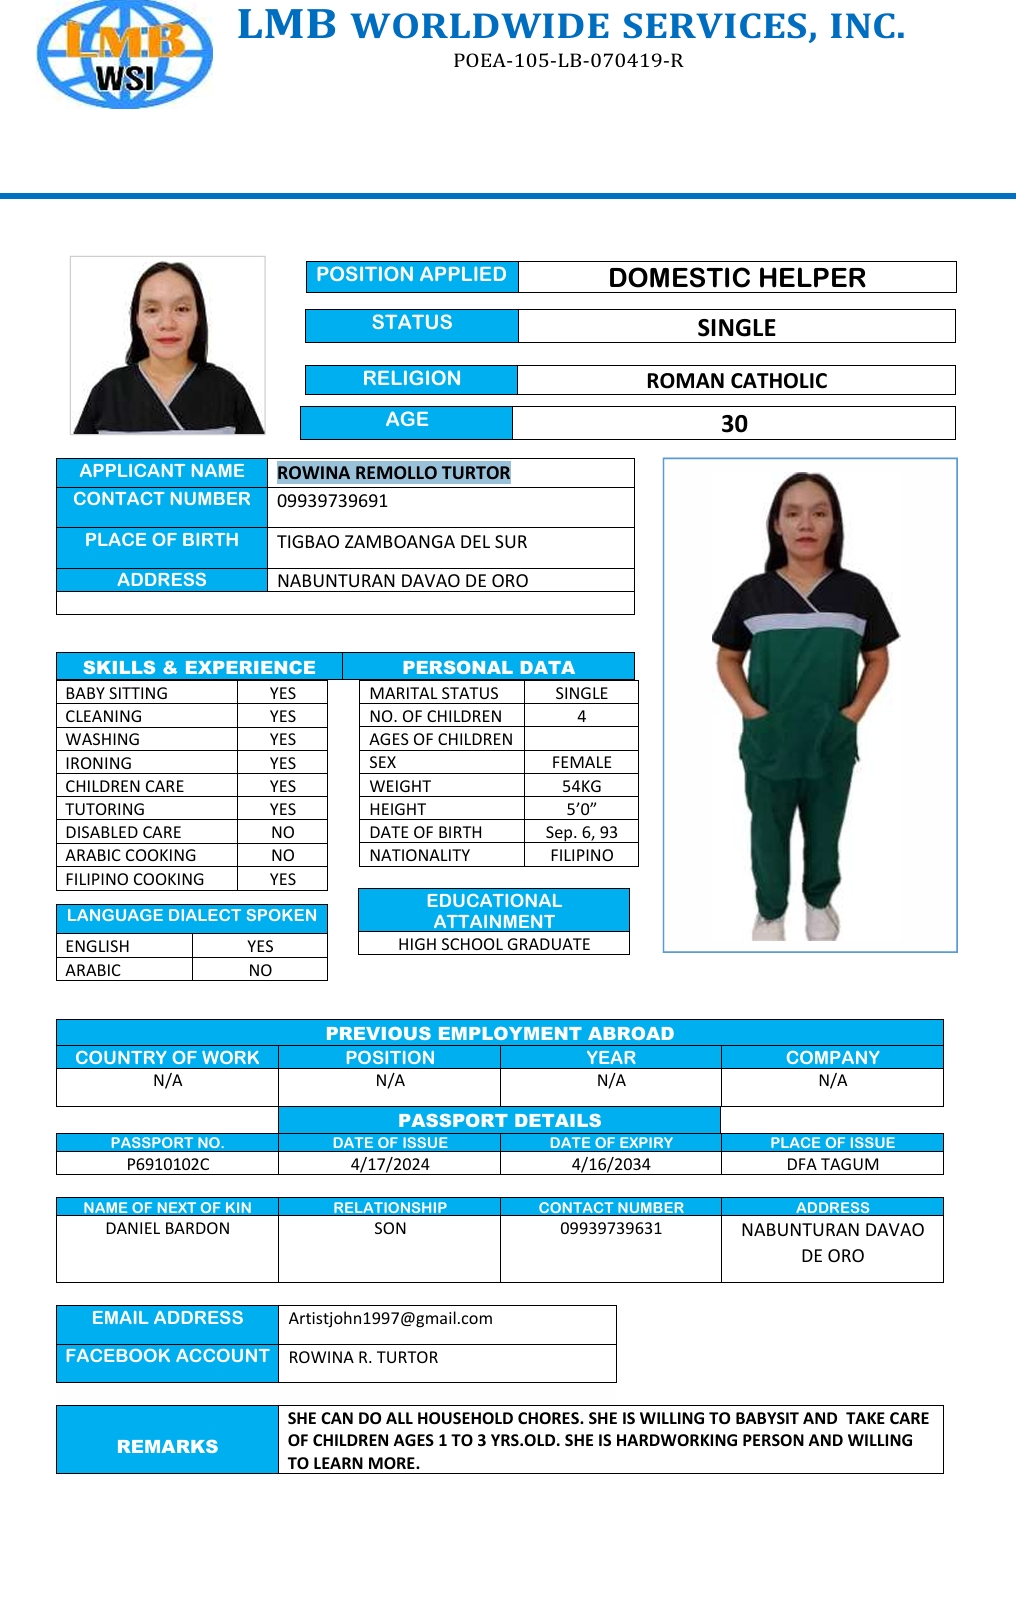 LMB
WSI
LMB WORLDWIDE SERVICES, INC.
POEA-105-LB-070419-R
POSITION APPLIED DOMESTIC HELPER
STATUS SINGLE
RELIGION ROMAN CATHOLIC
AGE 30
APPLICANT NAME ROWINA REMOLLO TURTOR
CONTACT NUMBER 09939739691
PLACE OF BIRTH TIGBAO ZAMBOANGA DEL SUR
ADDRESS NABUNTURAN DAVAO DE ORO
SKILLS & EXPERIENCE PERSONAL DATA
BABY SITTING YES MARITAL STATUS SINGLE
CLEANING YES NO. OF CHILDREN 4
WASHING YES AGES OF CHILDREN
IRONING YES SEX FEMALE
CHILDREN CARE YES WEIGHT 54KG
TUTORING YES HEIGHT 5’0”
DISABLED CARE NO DATE OF BIRTH Sep. 6, 93
ARABIC COOKING NO NATIONALITY FILIPINO
FILIPINO COOKING YES
LANGUAGE DIALECT SPOKEN
ENGLISH YES
ARABIC NO
EDUCATIONAL
ATTAINMENT
HIGH SCHOOL GRADUATE
PREVIOUS EMPLOYMENT ABROAD
COUNTRY OF WORK POSITION YEAR COMPANY
N/A N/A N/A N/A
PASSPORT DETAILS
PASSPORT NO. DATE OF ISSUE DATE OF EXPIRY PLACE OF ISSUE
P6910102C 4/17/2024 4/16/2034 DFA TAGUM
NAME OF NEXT OF KIN RELATIONSHIP CONTACT NUMBER ADDRESS
DANIEL BARDON SON 09939739631 NABUNTURAN DAVAO
DE ORO
EMAIL ADDRESS Artistjohn1997@gmail.com
FACEBOOK ACCOUNT ROWINA R. TURTOR
REMARKS
SHE CAN DO ALL HOUSEHOLD CHORES. SHE IS WILLING TO BABYSIT AND TAKE CARE
OF CHILDREN AGES 1 TO 3 YRS.OLD. SHE IS HARDWORKING PERSON AND WILLING
TO LEARN MORE.